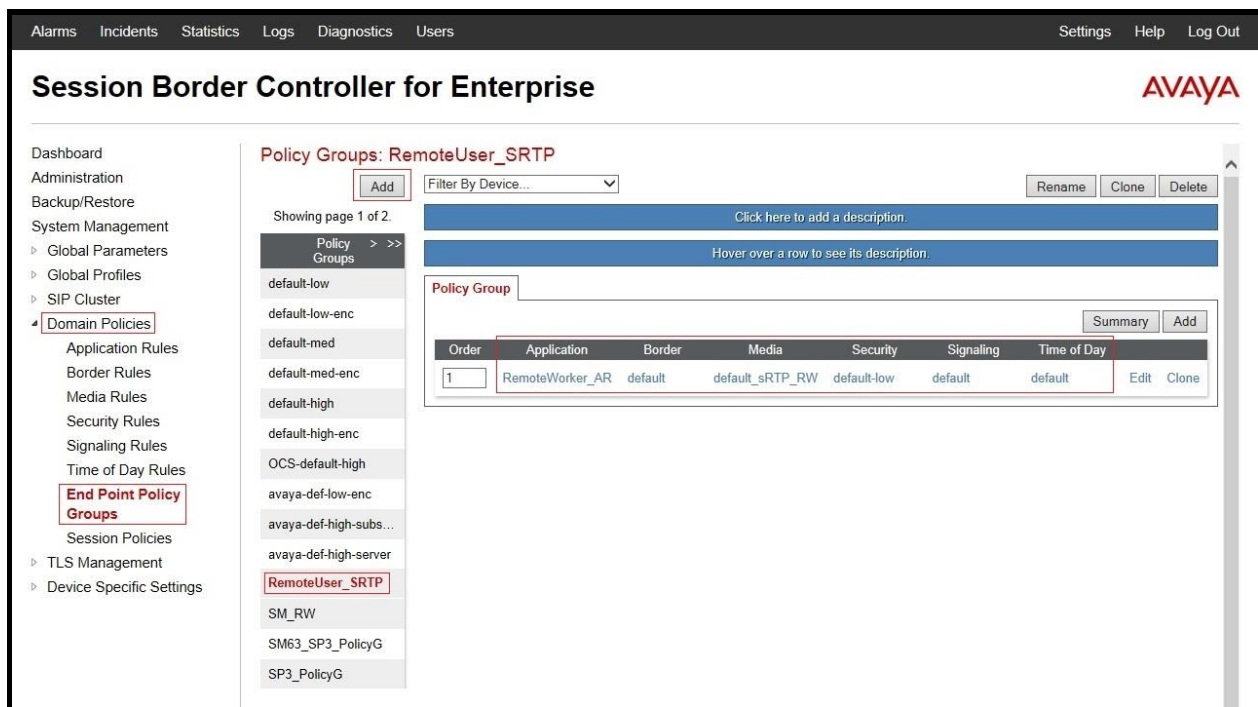 Alarms Incidents Statistics Logs Diagnostics Users Settings Help Log Out
Session Border Controller for Enterprise
AVAYA
Dashboard
Administration
Backup/Restore
System Management
Global Parameters
Global Profiles
SIP Cluster
Domain Policies
Application Rules
Border Rules
Media Rules
Security Rules
Signaling Rules
Time of Day Rules
End Point Policy
Groups
Session Policies
TLS Management
Device Specific Settings
Policy Groups: RemoteUser_SRTP
Add
Filter By Device...
Rename Clone Delete
Showing page 1 of 2.
Policy > >>
Groups
default-low
default-low-enc
default-med
default-med-enc
default-high
default-high-enc
OCS-default-high
avaya-def-low-enc
avaya-def-high-subs...
avaya-def-high-server
RemoteUser_SRTP
SM_RW
SM63_SP3_PolicyG
SP3_PolicyG
Click here to add a description.
Hover over a row to see its description.
Policy Group
Summary Add
Order Application Border Media Security Signaling Time of Day
1 RemoteWorker_AR default default_sRTP_RW default-low default default Edit Clone